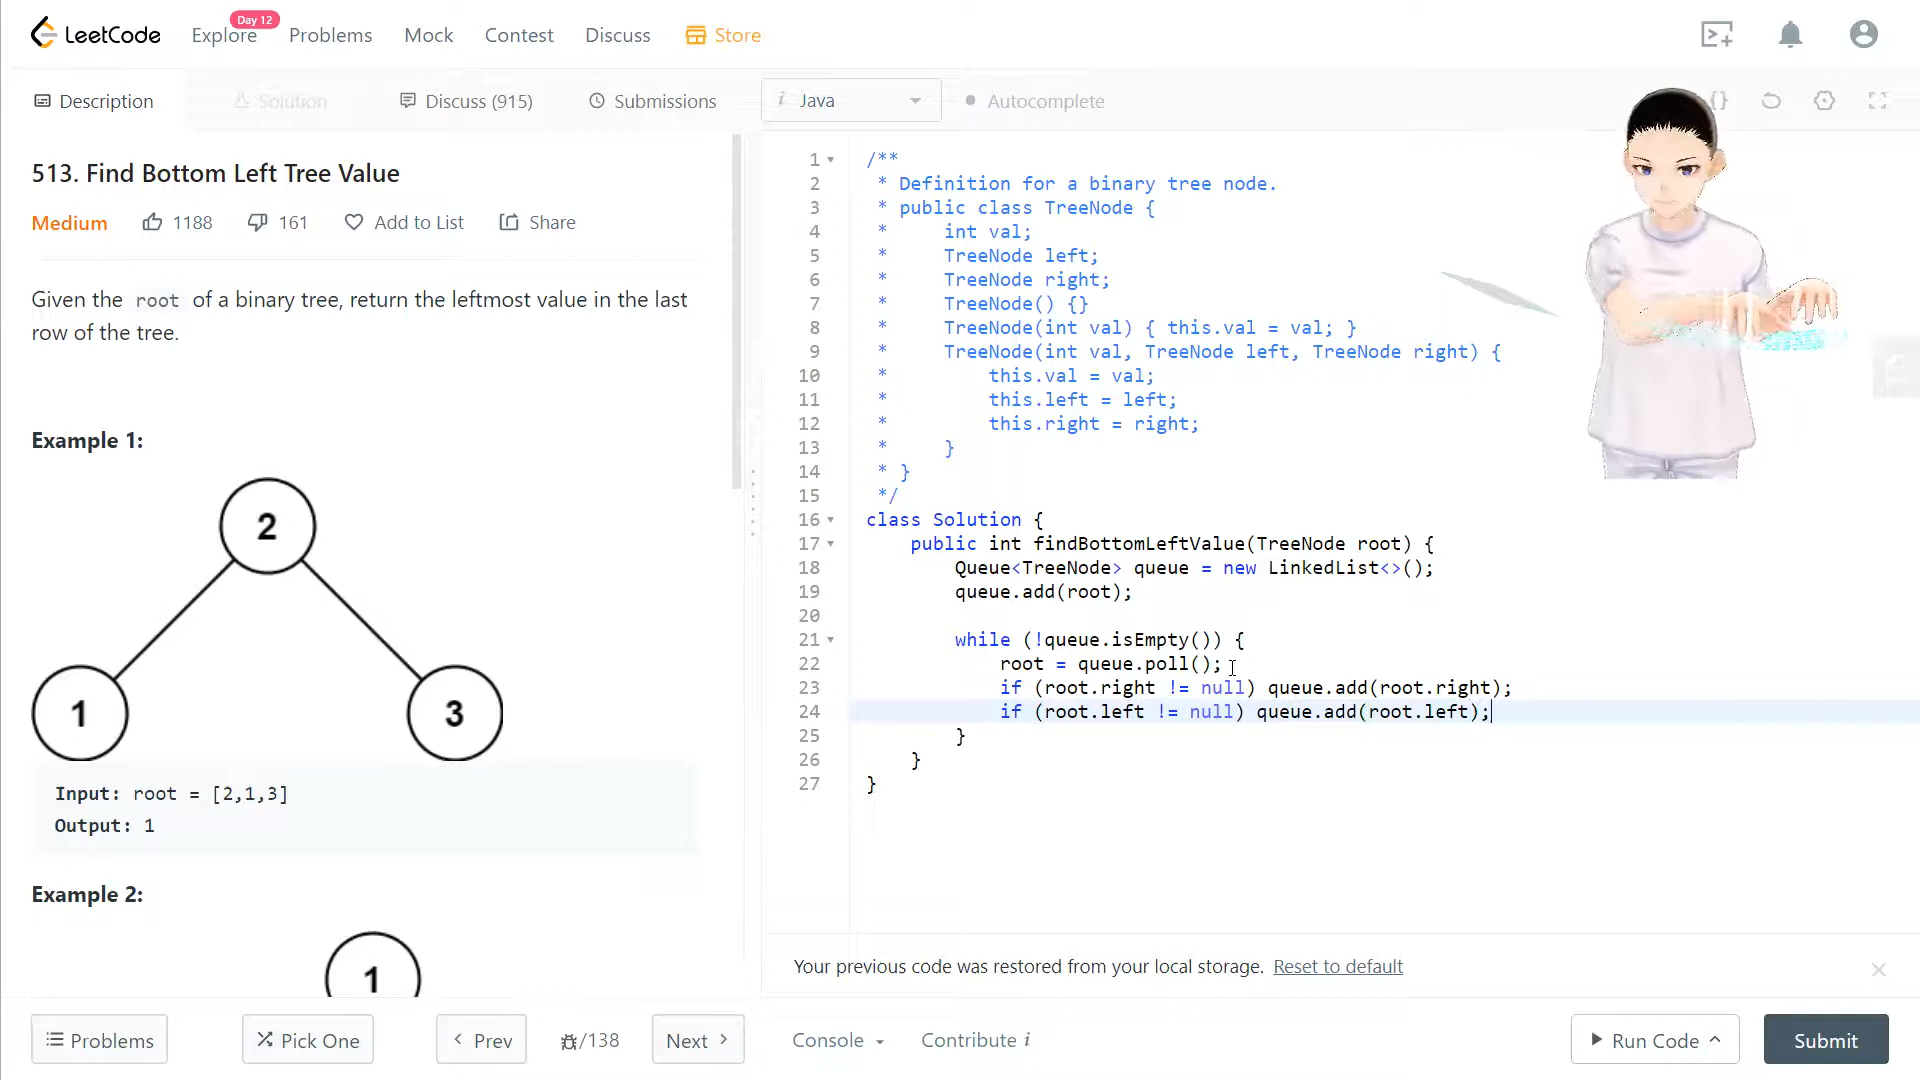 LeetCode
Explore
Day 12
Problems
Mock
Contest
Discuss
Store
Description
Solution
Discuss (915)
Submissions
i Java
Autocomplete
{}
513. Find Bottom Left Tree Value
Medium
1188
161
Add to List
Share
Given the root of a binary tree, return the leftmost value in the last
row of the tree.
Example 1:
2
1
3
Input: root = [2,1,3]
Output: 1
Example 2:
1
1 /**
2 * Definition for a binary tree node.
3 * public class TreeNode {
4 *     int val;
5 *     TreeNode left;
6 *     TreeNode right;
7 *     TreeNode() {}
8 *     TreeNode(int val) { this.val = val; }
9 *     TreeNode(int val, TreeNode left, TreeNode right) {
10 *         this.val = val;
11 *         this.left = left;
12 *         this.right = right;
13 *     }
14 * }
15 */
16 class Solution {
17     public int findBottomLeftValue(TreeNode root) {
18         Queue<TreeNode> queue = new LinkedList<>();
19         queue.add(root);
20
21         while (!queue.isEmpty()) {
22             root = queue.poll();
23             if (root.right != null) queue.add(root.right);
24             if (root.left != null) queue.add(root.left);
25         }
26     }
27 }
Your previous code was restored from your local storage. Reset to default
Problems
Pick One
Prev
/138
Next
Console
Contribute i
Run Code
Submit